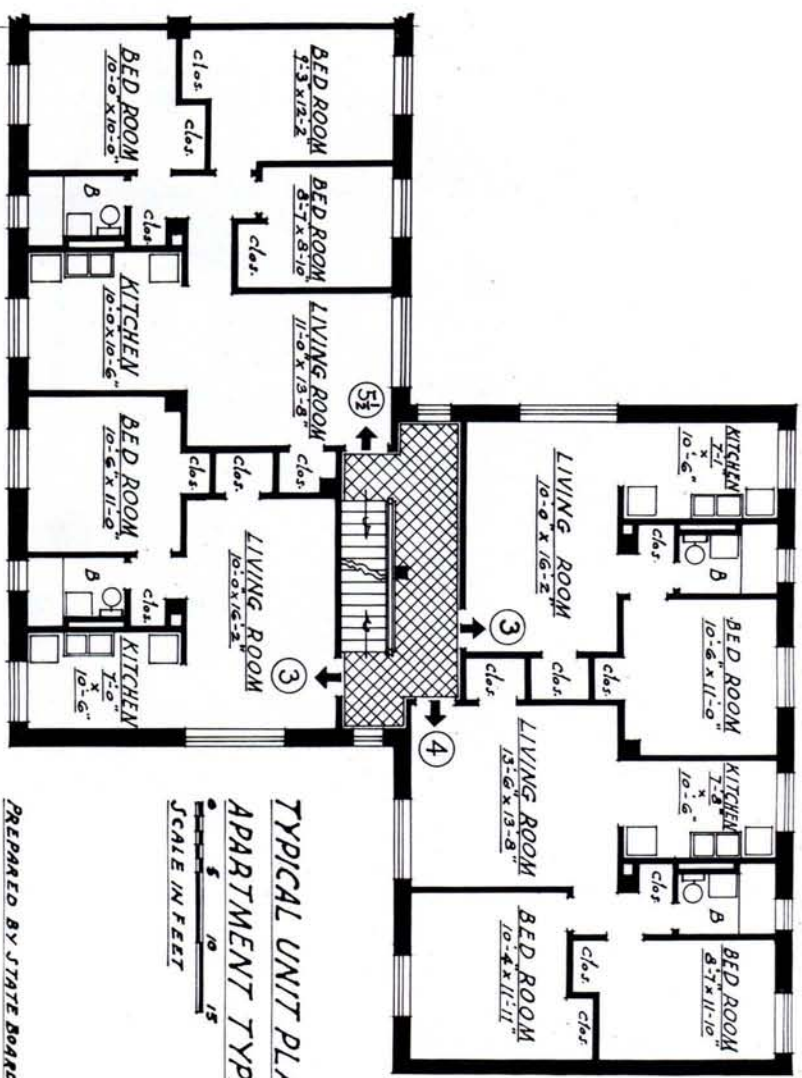 BED ROOM
10'-0" x 10'-0"
clos.
clos.
BED ROOM
9'-3" x 12'-2"
BED ROOM
8'-7" x 8'-10"
clos.
B
clos.
KITCHEN
10'-0" x 10'-6"
LIVING ROOM
11'-0" x 13'-8"
5½
clos.
clos.
clos.
BED ROOM
10'-6" x 11'-0"
B
clos.
LIVING ROOM
10'-0" x 16'-2"
3
KITCHEN
7'-0"
x
10'-6"
KITCHEN
7'-1"
x
10'-6"
LIVING ROOM
10'-0" x 16'-2"
clos.
B
3
BED ROOM
10'-6" x 11'-0"
clos.
clos.
clos.
4
LIVING ROOM
13'-6" x 13'-8"
KITCHEN
7'-8"
x
10'-6"
clos.
B
BED ROOM
8'-7" x 11'-10"
clos.
clos.
BED ROOM
10'-4" x 11'-11"
TYPICAL UNIT
APARTMENT
0 5 10 15
SCALE IN FEET
PREPARED BY STATE